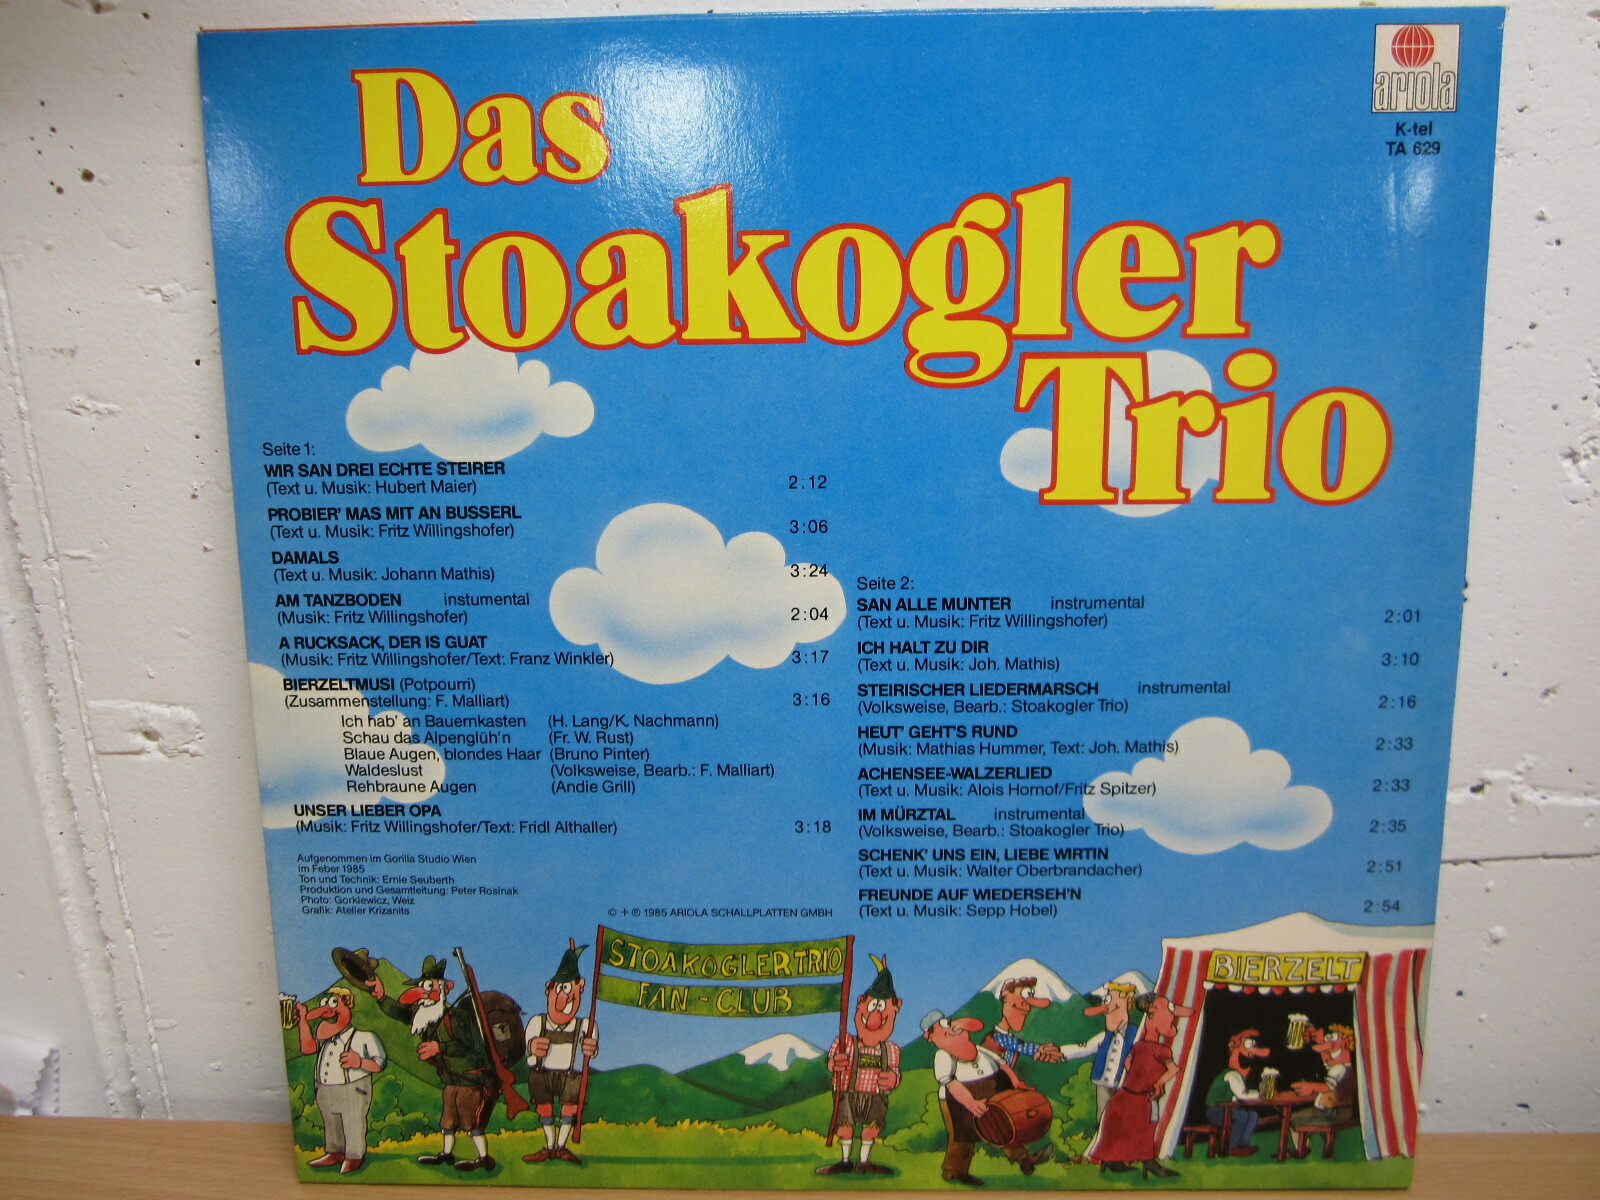 Das
Stoakogler
Trio
ariola
K-tel
TA 629
Seite 1:
WIR SAN DREI ECHTE STEIRER
(Text u. Musik: Hubert Maier) 2:12
PROBIER' MAS MIT AN BUSSERL
(Text u. Musik: Fritz Willingshofer) 3:06
DAMALS
(Text u. Musik: Johann Mathis) 3:24
AM TANZBODEN instumental
(Musik: Fritz Willingshofer) 2:04
A RUCKSACK, DER IS GUAT
(Musik: Fritz Willingshofer/Text: Franz Winkler) 3:17
BIERZELTMUSI (Potpourri)
(Zusammenstellung: F. Malliart) 3:16
Ich hab' an Bauernkasten (H. Lang/K. Nachmann)
Schau das Alpenglüh'n (Fr. W. Rust)
Blaue Augen, blondes Haar (Bruno Pinter)
Waldeslust (Volksweise, Bearb.: F. Malliart)
Rehbraune Augen (Andie Grill)
UNSER LIEBER OPA
(Musik: Fritz Willingshofer/Text: Fridl Althaller) 3:18
Aufgenommen im Gorilla Studio Wien
im Feber 1985
Ton und Technik: Ernie Seuberth
Produktion und Gesamtleitung: Peter Rosinak
Photo: Gorkiewicz, Weiz
Grafik: Atelier Krizanits
© + ℗ 1985 ARIOLA SCHALLPLATTEN GMBH
Seite 2:
SAN ALLE MUNTER instrumental
(Text u. Musik: Fritz Willingshofer) 2:01
ICH HALT ZU DIR
(Text u. Musik: Joh. Mathis) 3:10
STEIRISCHER LIEDERMARSCH instrumental
(Volksweise, Bearb.: Stoakogler Trio) 2:16
HEUT' GEHT'S RUND
(Musik: Mathias Hummer, Text: Joh. Mathis) 2:33
ACHENSEE-WALZERLIED
(Text u. Musik: Alois Hornof/Fritz Spitzer) 2:33
IM MÜRZTAL instrumental
(Volksweise, Bearb.: Stoakogler Trio) 2:35
SCHENK' UNS EIN, LIEBE WIRTIN
(Text u. Musik: Walter Oberbrandacher) 2:51
FREUNDE AUF WIEDERSEH'N
(Text u. Musik: Sepp Hobel) 2:54
STOAKOGLERTRIO
FAN-CLUB
BIERZELT